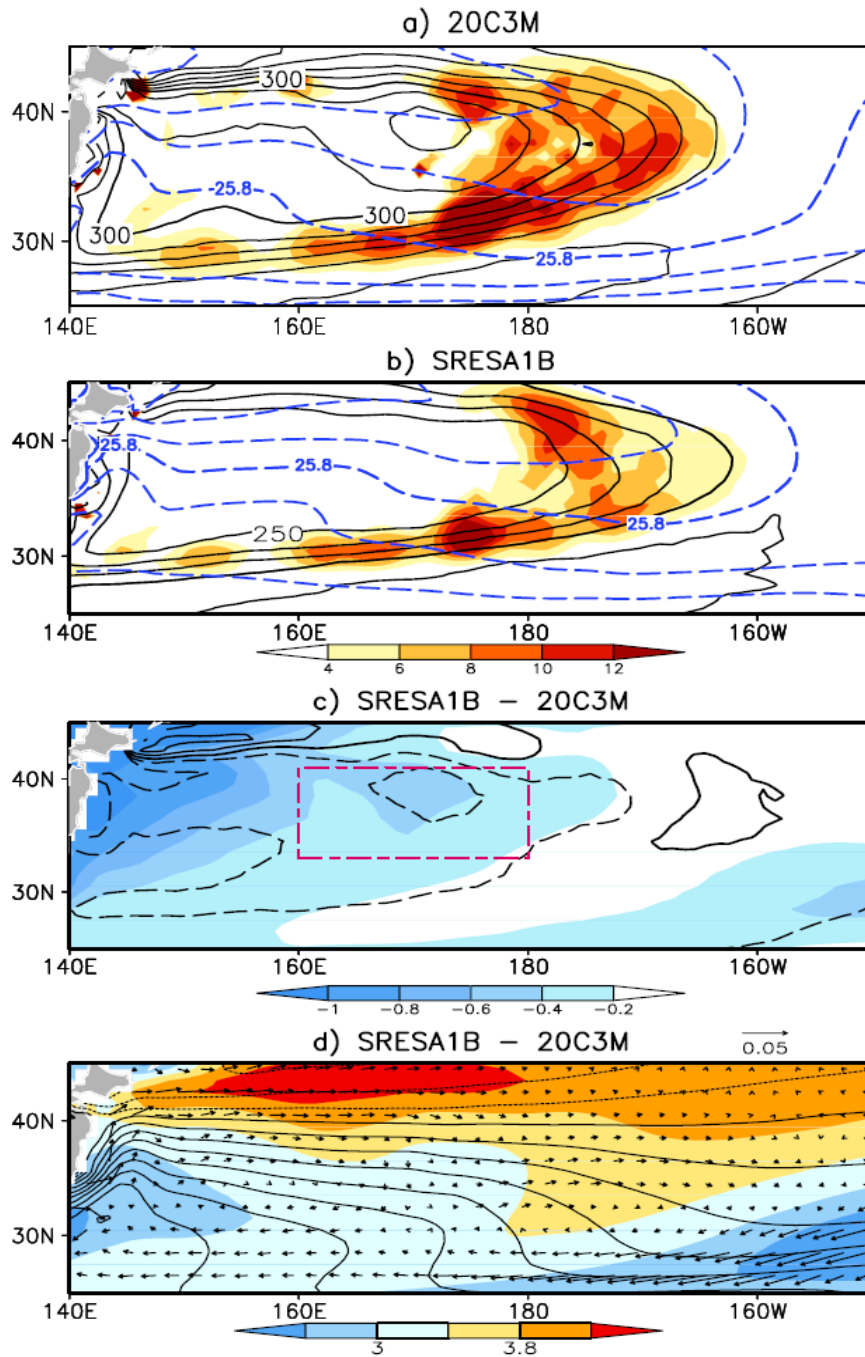 a) 20C3M
40N
300
25.8
300
300
30N
25.8
140E 160E 180 160W
b) SRESA1B
40N
25.8
25.8
25.8
250
30N
140E 160E 180 160W
4 6 8 10 12
c) SRESA1B - 20C3M
40N
30N
140E 160E 180 160W
-1 -0.8 -0.6 -0.4 -0.2
d) SRESA1B - 20C3M
0.05
40N
30N
140E 160E 180 160W
3 3.8